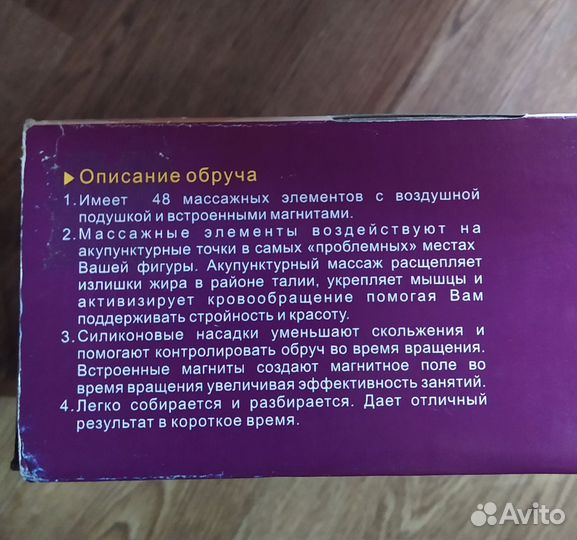 Описание обруча
1. Имеет 48 массажных элементов с воздушной
подушкой и встроенными магнитами.
2. Массажные элементы воздействуют на
акупунктурные точки в самых «проблемных» местах
Вашей фигуры. Акупунктурный массаж расщепляет
излишки жира в районе талии, укрепляет мышцы и
активизирует кровообращение помогая Вам
поддерживать стройность и красоту.
3. Силиконовые насадки уменьшают скольжения и
помогают контролировать обруч во время вращения.
Встроенные магниты создают магнитное поле во
время вращения увеличивая эффективность занятий.
4. Легко собирается и разбирается. Дает отличный
результат в короткое время.
Avito